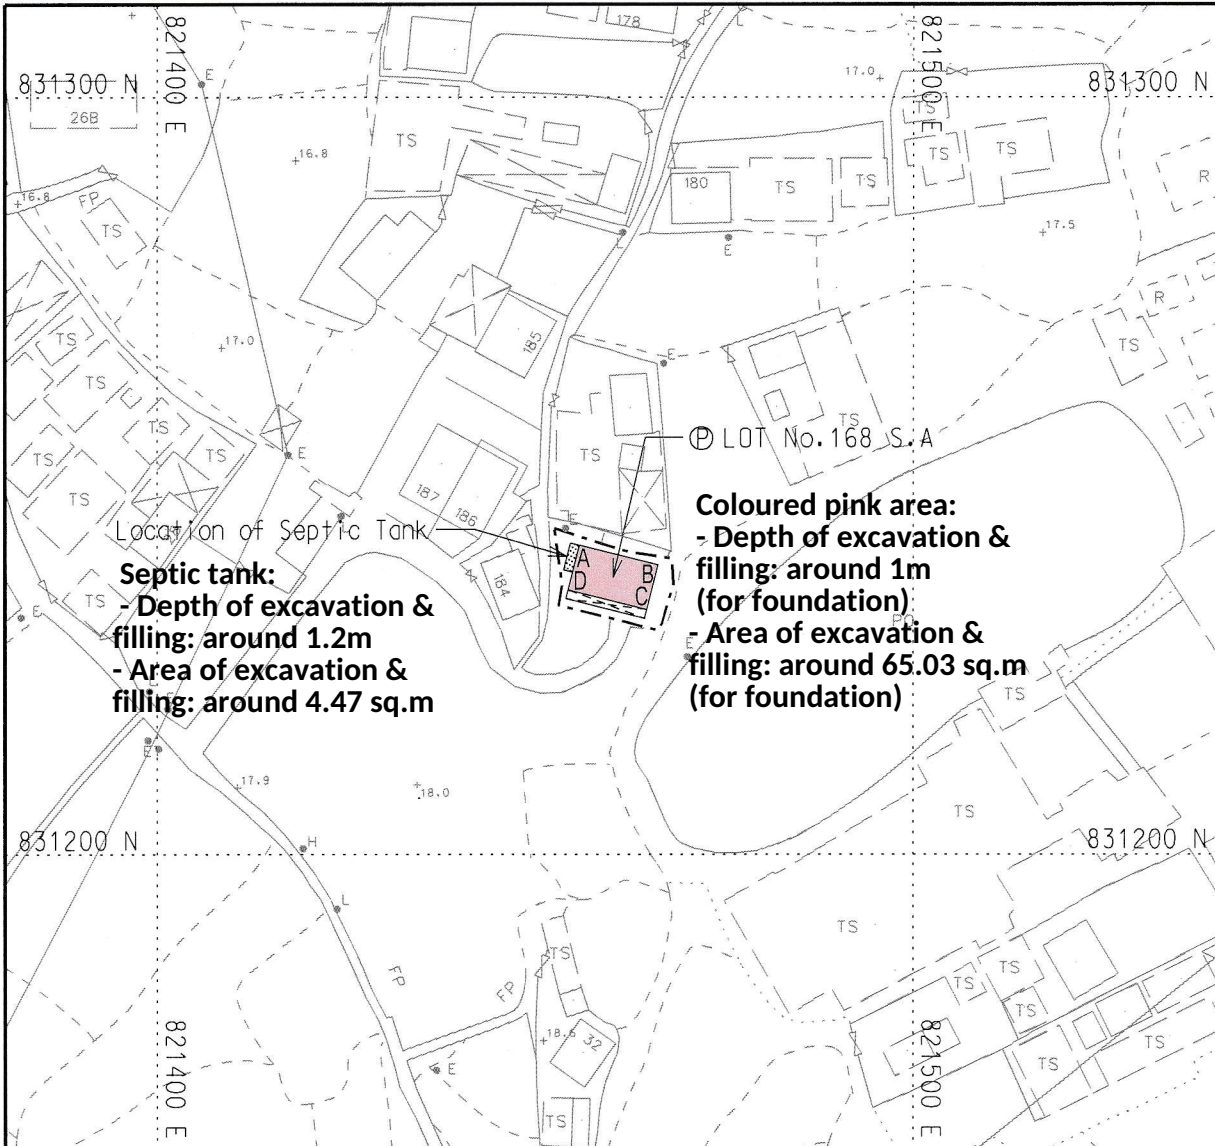 178
821400 E
821500 E
831300 N
831300 N
17.0
E
26B
TS
TS
TS
TS
16.8
16.8
FP
180
TS
TS
R
TS
17.5
L
E
E
R
TS
17.0
185
TS
TS
E
TS
TS
TS
TS
TS
TS
E
TS
187
186
Ⓟ LOT No.168 S.A
Location of Septic Tank
E
184
A
B
C
D
Coloured pink area:
- Depth of excavation &
filling: around 1m
(for foundation)
- Area of excavation &
filling: around 65.03 sq.m
(for foundation)
Septic tank:
- Depth of excavation &
filling: around 1.2m
- Area of excavation &
filling: around 4.47 sq.m
TS
E
E
PO
TS
E
17.9
18.0
TS
831200 N
831200 N
H
L
TS
TS
TS
TS
TS
FP
FP
821400 E
821500 E
18.6
32
TS
TS
E
TS